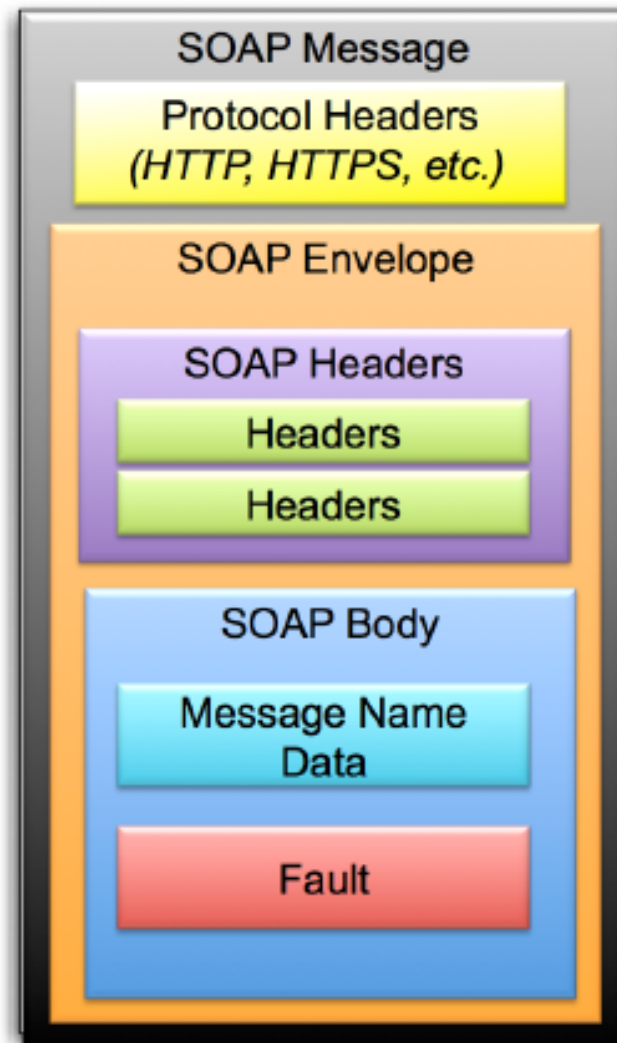 SOAP Message
Protocol Headers
(HTTP, HTTPS, etc.)
SOAP Envelope
SOAP Headers
Headers
Headers
SOAP Body
Message Name
Data
Fault